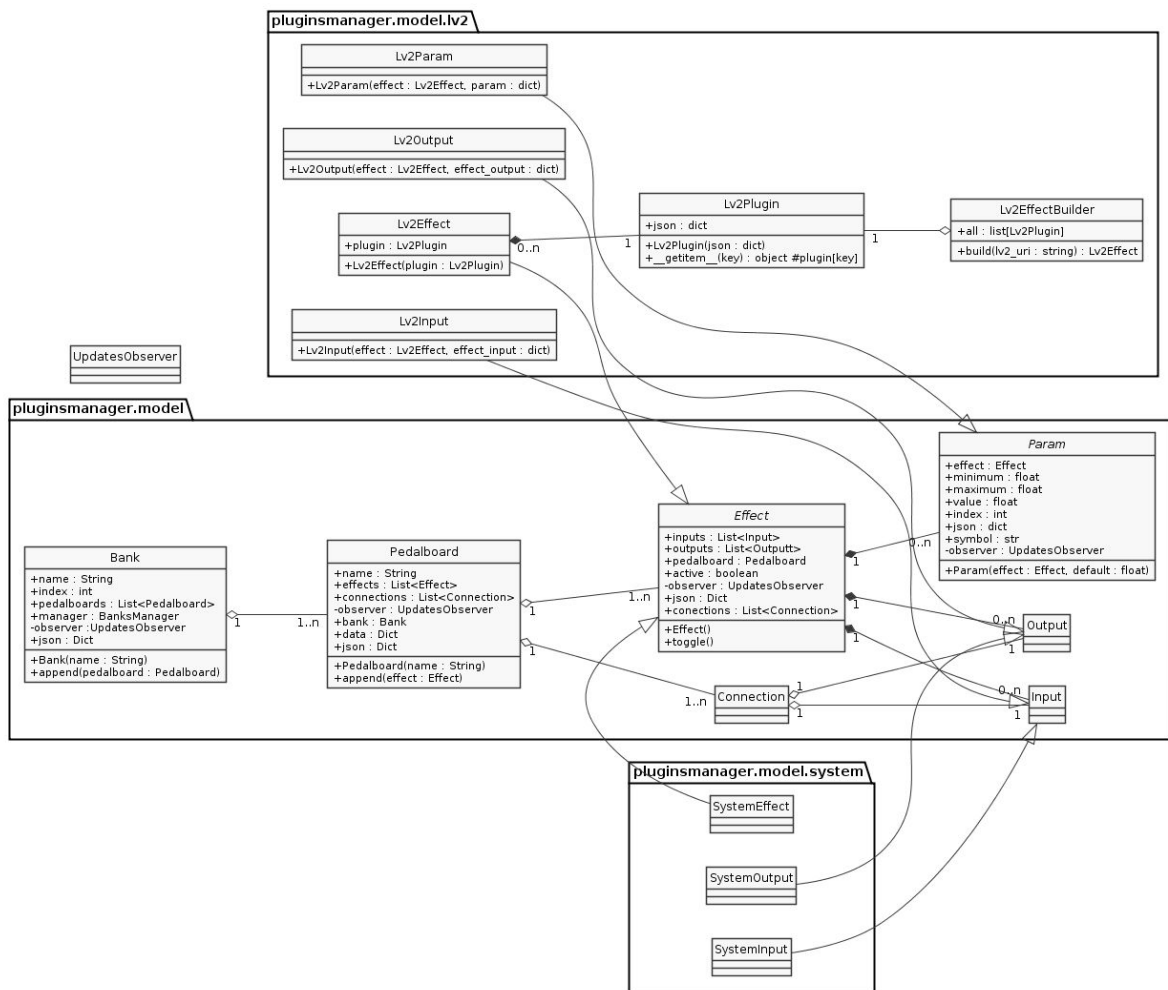 pluginsmanager.model.lv2
Lv2Param
+Lv2Param(effect : Lv2Effect, param : dict)
Lv2Output
+Lv2Output(effect : Lv2Effect, effect_output : dict)
Lv2Effect
+plugin : Lv2Plugin
+Lv2Effect(plugin : Lv2Plugin)
0..n
1
Lv2Plugin
+json : dict
+Lv2Plugin(json : dict)
+__getitem__(key) : object #plugin[key]
1
Lv2EffectBuilder
+all : list[Lv2Plugin]
+build(lv2_uri : string) : Lv2Effect
Lv2Input
+Lv2Input(effect : Lv2Effect, effect_input : dict)
UpdatesObserver
pluginsmanager.model
Bank
+name : String
+index : int
+pedalboards : List<Pedalboard>
+manager : BanksManager
-observer :UpdatesObserver
+json : Dict
+Bank(name : String)
+append(pedalboard : Pedalboard)
1
1..n
Pedalboard
+name : String
+effects : List<Effect>
+connections : List<Connection>
-observer : UpdatesObserver
+bank : Bank
+data : Dict
+json : Dict
+Pedalboard(name : String)
+append(effect : Effect)
1
1..n
1
1..n
Effect
+inputs : List<Input>
+outputs : List<Outputt>
+pedalboard : Pedalboard
+active : boolean
-observer : UpdatesObserver
+json : Dict
+conections : List<Connection>
+Effect()
+toggle()
1
0..n
1
0..n
1
0..n
Param
+effect : Effect
+minimum : float
+maximum : float
+value : float
+index : int
+json : dict
+symbol : str
-observer : UpdatesObserver
+Param(effect : Effect, default : float)
Output
Connection
1
1
1
1
Input
pluginsmanager.model.system
SystemEffect
SystemOutput
SystemInput